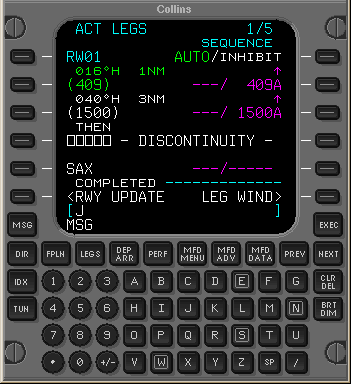 Collins
ACT LEGS 1/5
SEQUENCE
RW01 AUTO/INHIBIT
016°H 1NM ↑
(409) ---/ 409A
040°H 3NM ↑
(1500) ---/ 1500A
THEN
□□□□□ - DISCONTINUITY -
SAX ---/-----
COMPLETED --------------
<RWY UPDATE LEG WIND>
[J ]
MSG
MSG EXEC
DIR FPLN LEGS DEP ARR PERF MFD MENU MFD ADV MFD DATA PREV NEXT
IDX 1 2 3 A B C D E F G CLR DEL
TUN 4 5 6 H I J K L M N BRT DIM
7 8 9 O P Q R S T U
• 0 +/- V W X Y Z SP /